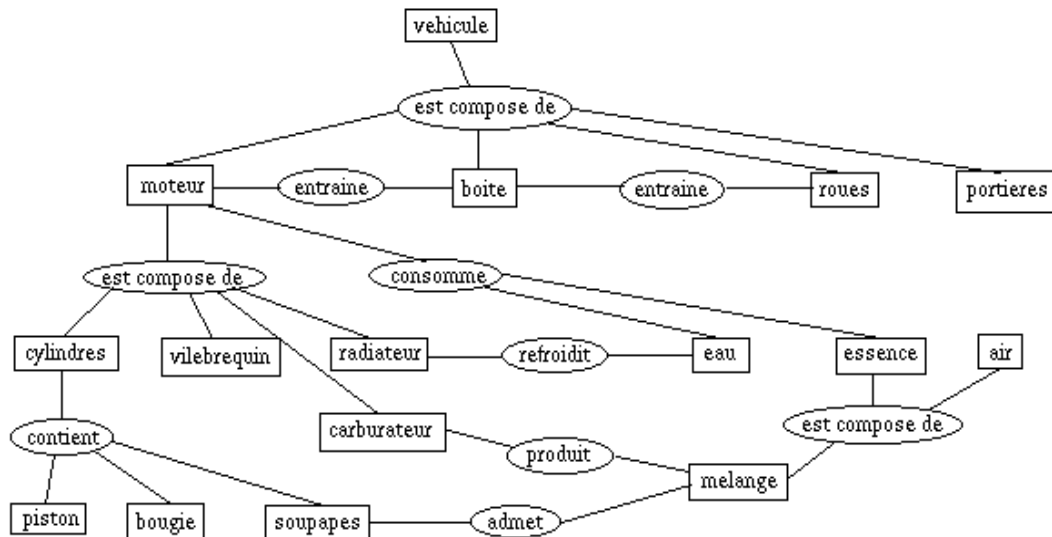 vehicule
est compose de
moteur entraine boite entraine roues portieres
est compose de consomme
cylindres vilebrequin radiateur refroidit eau essence air
contient carburateur produit est compose de
melange
piston bougie soupapes admet